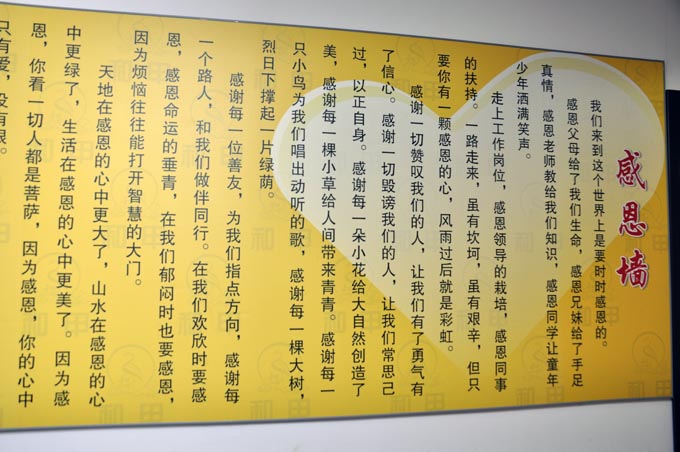 感恩墙
我们来到这个世界上是要时时感恩的。
感恩父母给了我们生命，感恩兄妹给了手足
真情，感恩老师教给我们知识，感恩同学让童年
少年洒满笑声。
走上工作岗位，感恩领导的栽培，感恩同事
的扶持。一路走来，虽有坎坷，虽有艰辛，但只
要你有一颗感恩的心，风雨过后就是彩虹。
感谢一切赞叹我们的人，让我们有了勇气有
了信心。感谢一切毁谤我们的人，让我们常思己
过，以正自身。感谢每一朵小花给大自然创造了
美，感谢每一棵小草给人间带来青青。感谢每一
只小鸟为我们唱出动听的歌，感谢每一棵大树，
烈日下撑起一片绿荫。
感谢每一位善友，为我们指点方向，感谢每
一个路人，和我们做伴同行。在我们欢欣时要感
恩，感恩命运的垂青，在我们郁闷时也要感恩，
因为烦恼往往能打开智慧的大门。
天地在感恩的心中更大了，山水在感恩的心
中更绿了，生活在感恩的心中更美了。因为感
恩，你看一切人都是菩萨，因为感恩，你的心中
只有爱，没有恨。
和田
和田
和田